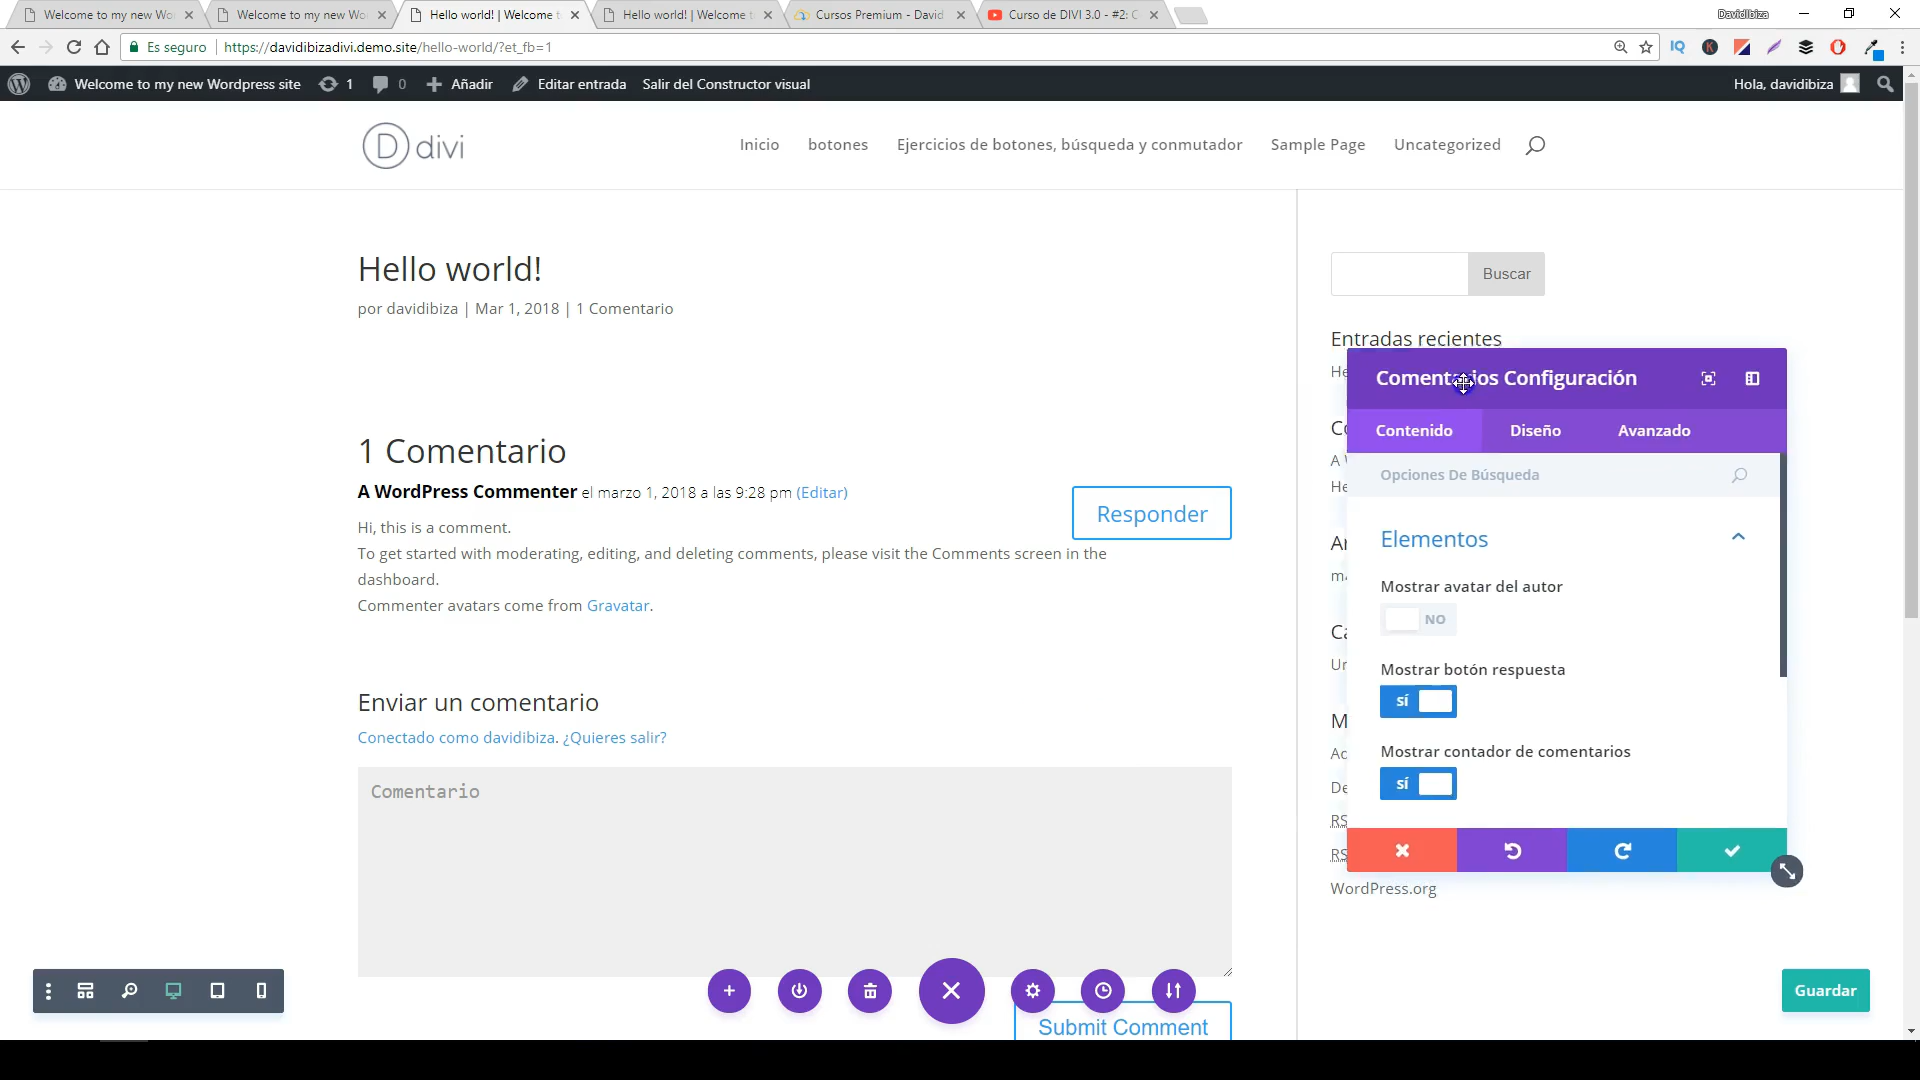 Welcome to my new Wo
Welcome to my new Wo
Hello world! | Welcome t
Hello world! | Welcome t
Cursos Premium - David
Curso de DIVI 3.0 - #2: C
DavidIbiza
Es seguro
https://davidibizadivi.demo.site/hello-world/?et_fb=1
Welcome to my new Wordpress site
1
0
Añadir
Editar entrada
Salir del Constructor visual
Hola, davidibiza
D divi
Inicio
botones
Ejercicios de botones, búsqueda y conmutador
Sample Page
Uncategorized
Hello world!
por davidibiza | Mar 1, 2018 | 1 Comentario
1 Comentario
A WordPress Commenter el marzo 1, 2018 a las 9:28 pm (Editar)
Responder
Hi, this is a comment.
To get started with moderating, editing, and deleting comments, please visit the Comments screen in the
dashboard.
Commenter avatars come from Gravatar.
Enviar un comentario
Conectado como davidibiza. ¿Quieres salir?
Comentario
Submit Comment
Buscar
Entradas recientes
WordPress.org
Comentarios Configuración
Contenido
Diseño
Avanzado
Opciones De Búsqueda
Elementos
Mostrar avatar del autor
NO
Mostrar botón respuesta
SÍ
Mostrar contador de comentarios
SÍ
Guardar